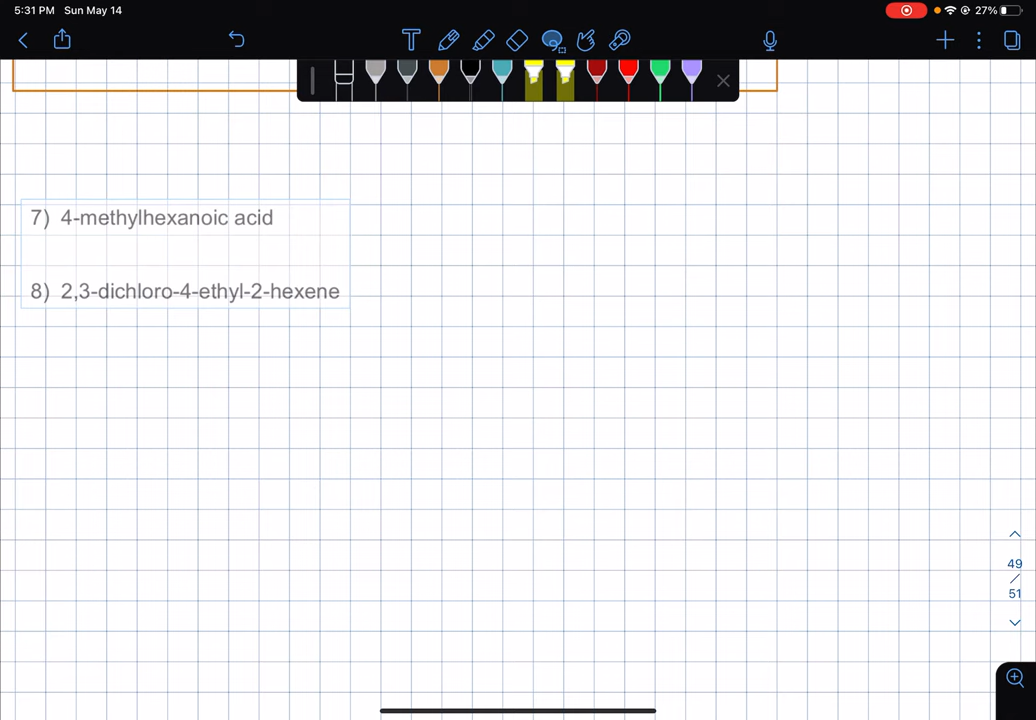 5:31 PM Sun May 14
27%
7) 4-methylhexanoic acid
8) 2,3-dichloro-4-ethyl-2-hexene
49
/
51